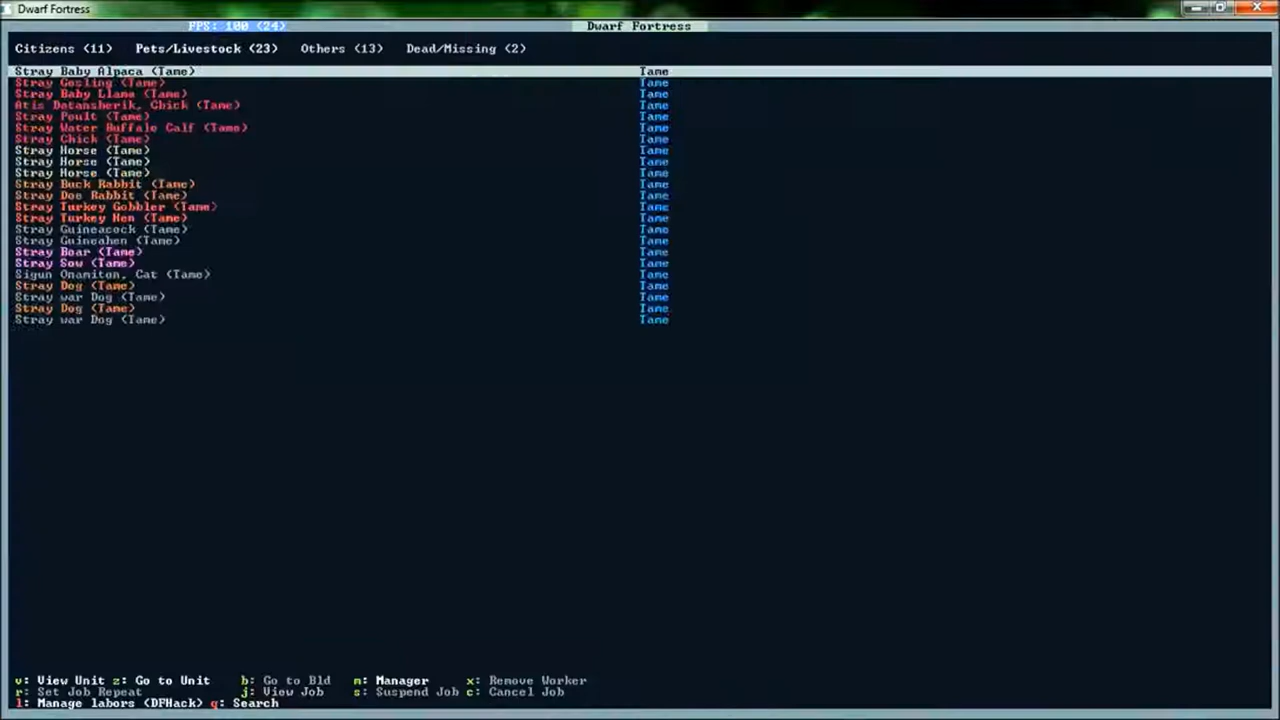 Dwarf Fortress
FPS: 100 (24) Dwarf Fortress
Citizens (11) Pets/Livestock (23) Others (13) Dead/Missing (2)
Stray Baby Alpaca (Tame) Tame
Stray Gosling (Tame) Tame
Stray Baby Llama (Tame) Tame
Atis Datansherik, Chick (Tame) Tame
Stray Poult (Tame) Tame
Stray Water Buffalo Calf (Tame) Tame
Stray Chick (Tame) Tame
Stray Horse (Tame) Tame
Stray Horse (Tame) Tame
Stray Horse (Tame) Tame
Stray Buck Rabbit (Tame) Tame
Stray Doe Rabbit (Tame) Tame
Stray Turkey Gobbler (Tame) Tame
Stray Turkey Hen (Tame) Tame
Stray Guineacock (Tame) Tame
Stray Guineahen (Tame) Tame
Stray Boar (Tame) Tame
Stray Sow (Tame) Tame
Sigun Onamiton, Cat (Tame) Tame
Stray Dog (Tame) Tame
Stray war Dog (Tame) Tame
Stray Dog (Tame) Tame
Stray war Dog (Tame) Tame
v: View Unit z: Go to Unit b: Go to Bld m: Manager x: Remove Worker
r: Set Job Repeat j: View Job s: Suspend Job c: Cancel Job
l: Manage labors (DFHack) q: Search